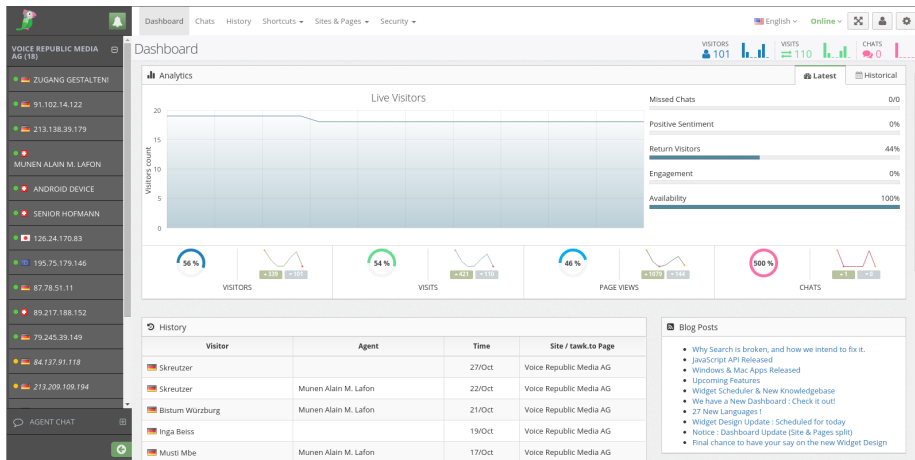 Dashboard Chats History Shortcuts Sites & Pages Security English Online
VOICE REPUBLIC MEDIA
AG (18)
ZUGANG GESTALTEN!
91.102.14.122
213.138.39.179
MUNEN ALAIN M. LAFON
ANDROID DEVICE
SENIOR HOFMANN
126.24.170.83
195.75.179.146
87.78.51.11
89.217.188.152
79.245.39.149
84.137.91.118
213.209.109.194
AGENT CHAT
Dashboard
VISITORS
101
VISITS
110
CHATS
0
Analytics
Latest Historical
Live Visitors
Visitors count
20
15
10
5
0
Missed Chats 0/0
Positive Sentiment 0%
Return Visitors 44%
Engagement 0%
Availability 100%
56 %
339 101
VISITORS
54 %
421 110
VISITS
46 %
1079 144
PAGE VIEWS
500 %
1 0
CHATS
History
Visitor Agent Time Site / tawk.to Page
Skreutzer 27/Oct Voice Republic Media AG
Skreutzer Munen Alain M. Lafon 22/Oct Voice Republic Media AG
Bistum Würzburg Munen Alain M. Lafon 21/Oct Voice Republic Media AG
Inga Beiss 19/Oct Voice Republic Media AG
Musti Mbe Munen Alain M. Lafon 17/Oct Voice Republic Media AG
Blog Posts
Why Search is broken, and how we intend to fix it.
JavaScript API Released
Windows & Mac Apps Released
Upcoming Features
Widget Scheduler & New Knowledgebase
We have a New Dashboard : Check it out!
27 New Languages !
Widget Design Update : Scheduled for today
Notice : Dashboard Update (Site & Pages split)
Final chance to have your say on the new Widget Design